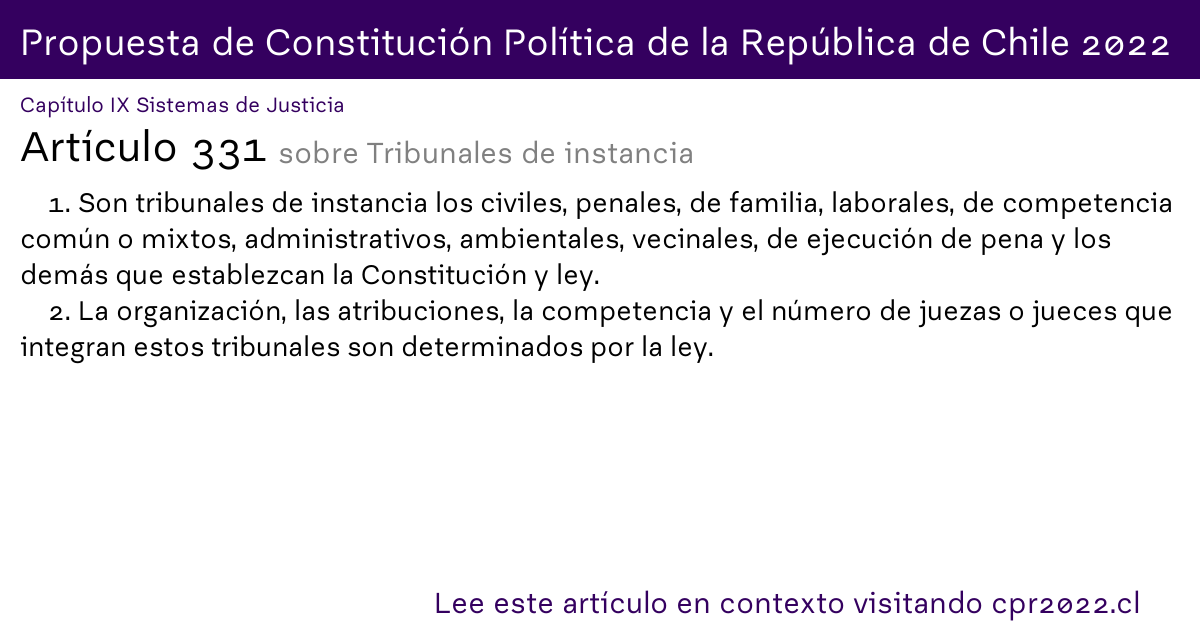 Propuesta de Constitución Política de la República de Chile 2022
Capítulo IX Sistemas de Justicia
Artículo 331 sobre Tribunales de instancia
1. Son tribunales de instancia los civiles, penales, de familia, laborales, de competencia
común o mixtos, administrativos, ambientales, vecinales, de ejecución de pena y los
demás que establezcan la Constitución y ley.
2. La organización, las atribuciones, la competencia y el número de juezas o jueces que
integran estos tribunales son determinados por la ley.
Lee este artículo en contexto visitando cpr2022.cl